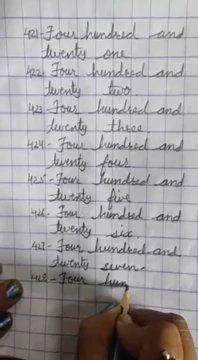 421-Four hundred and
twenty one
422- Four hundred and
twenty two
423- Four hundred and
twenty three
424- Four hundred and
twenty four
425- Four hundred and
twenty five
426- Four hundred and
twenty six
427- Four hundred and
twenty seven
428- Four hun